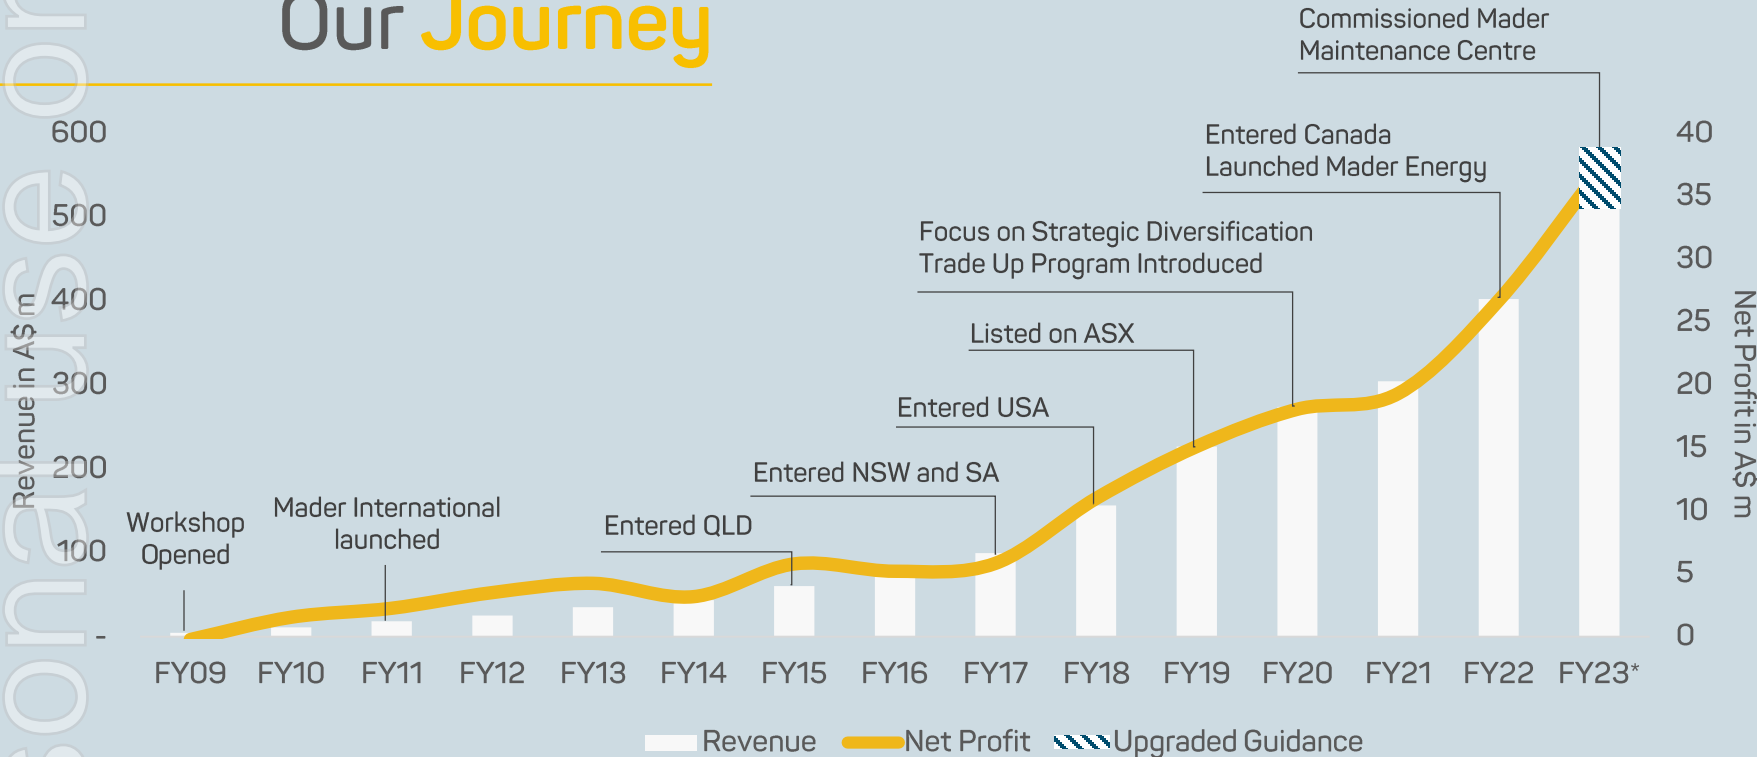 Our Journey
Commissioned Mader
Maintenance Centre
Entered Canada
Launched Mader Energy
Focus on Strategic Diversification
Trade Up Program Introduced
Listed on ASX
Entered USA
Entered NSW and SA
Entered QLD
Mader International
launched
Workshop
Opened
Revenue in A$ m
600
500
400
300
200
100
-
Net Profit in A$ m
40
35
30
25
20
15
10
5
0
FY09 FY10 FY11 FY12 FY13 FY14 FY15 FY16 FY17 FY18 FY19 FY20 FY21 FY22 FY23*
Revenue Net Profit Upgraded Guidance
sonal use on